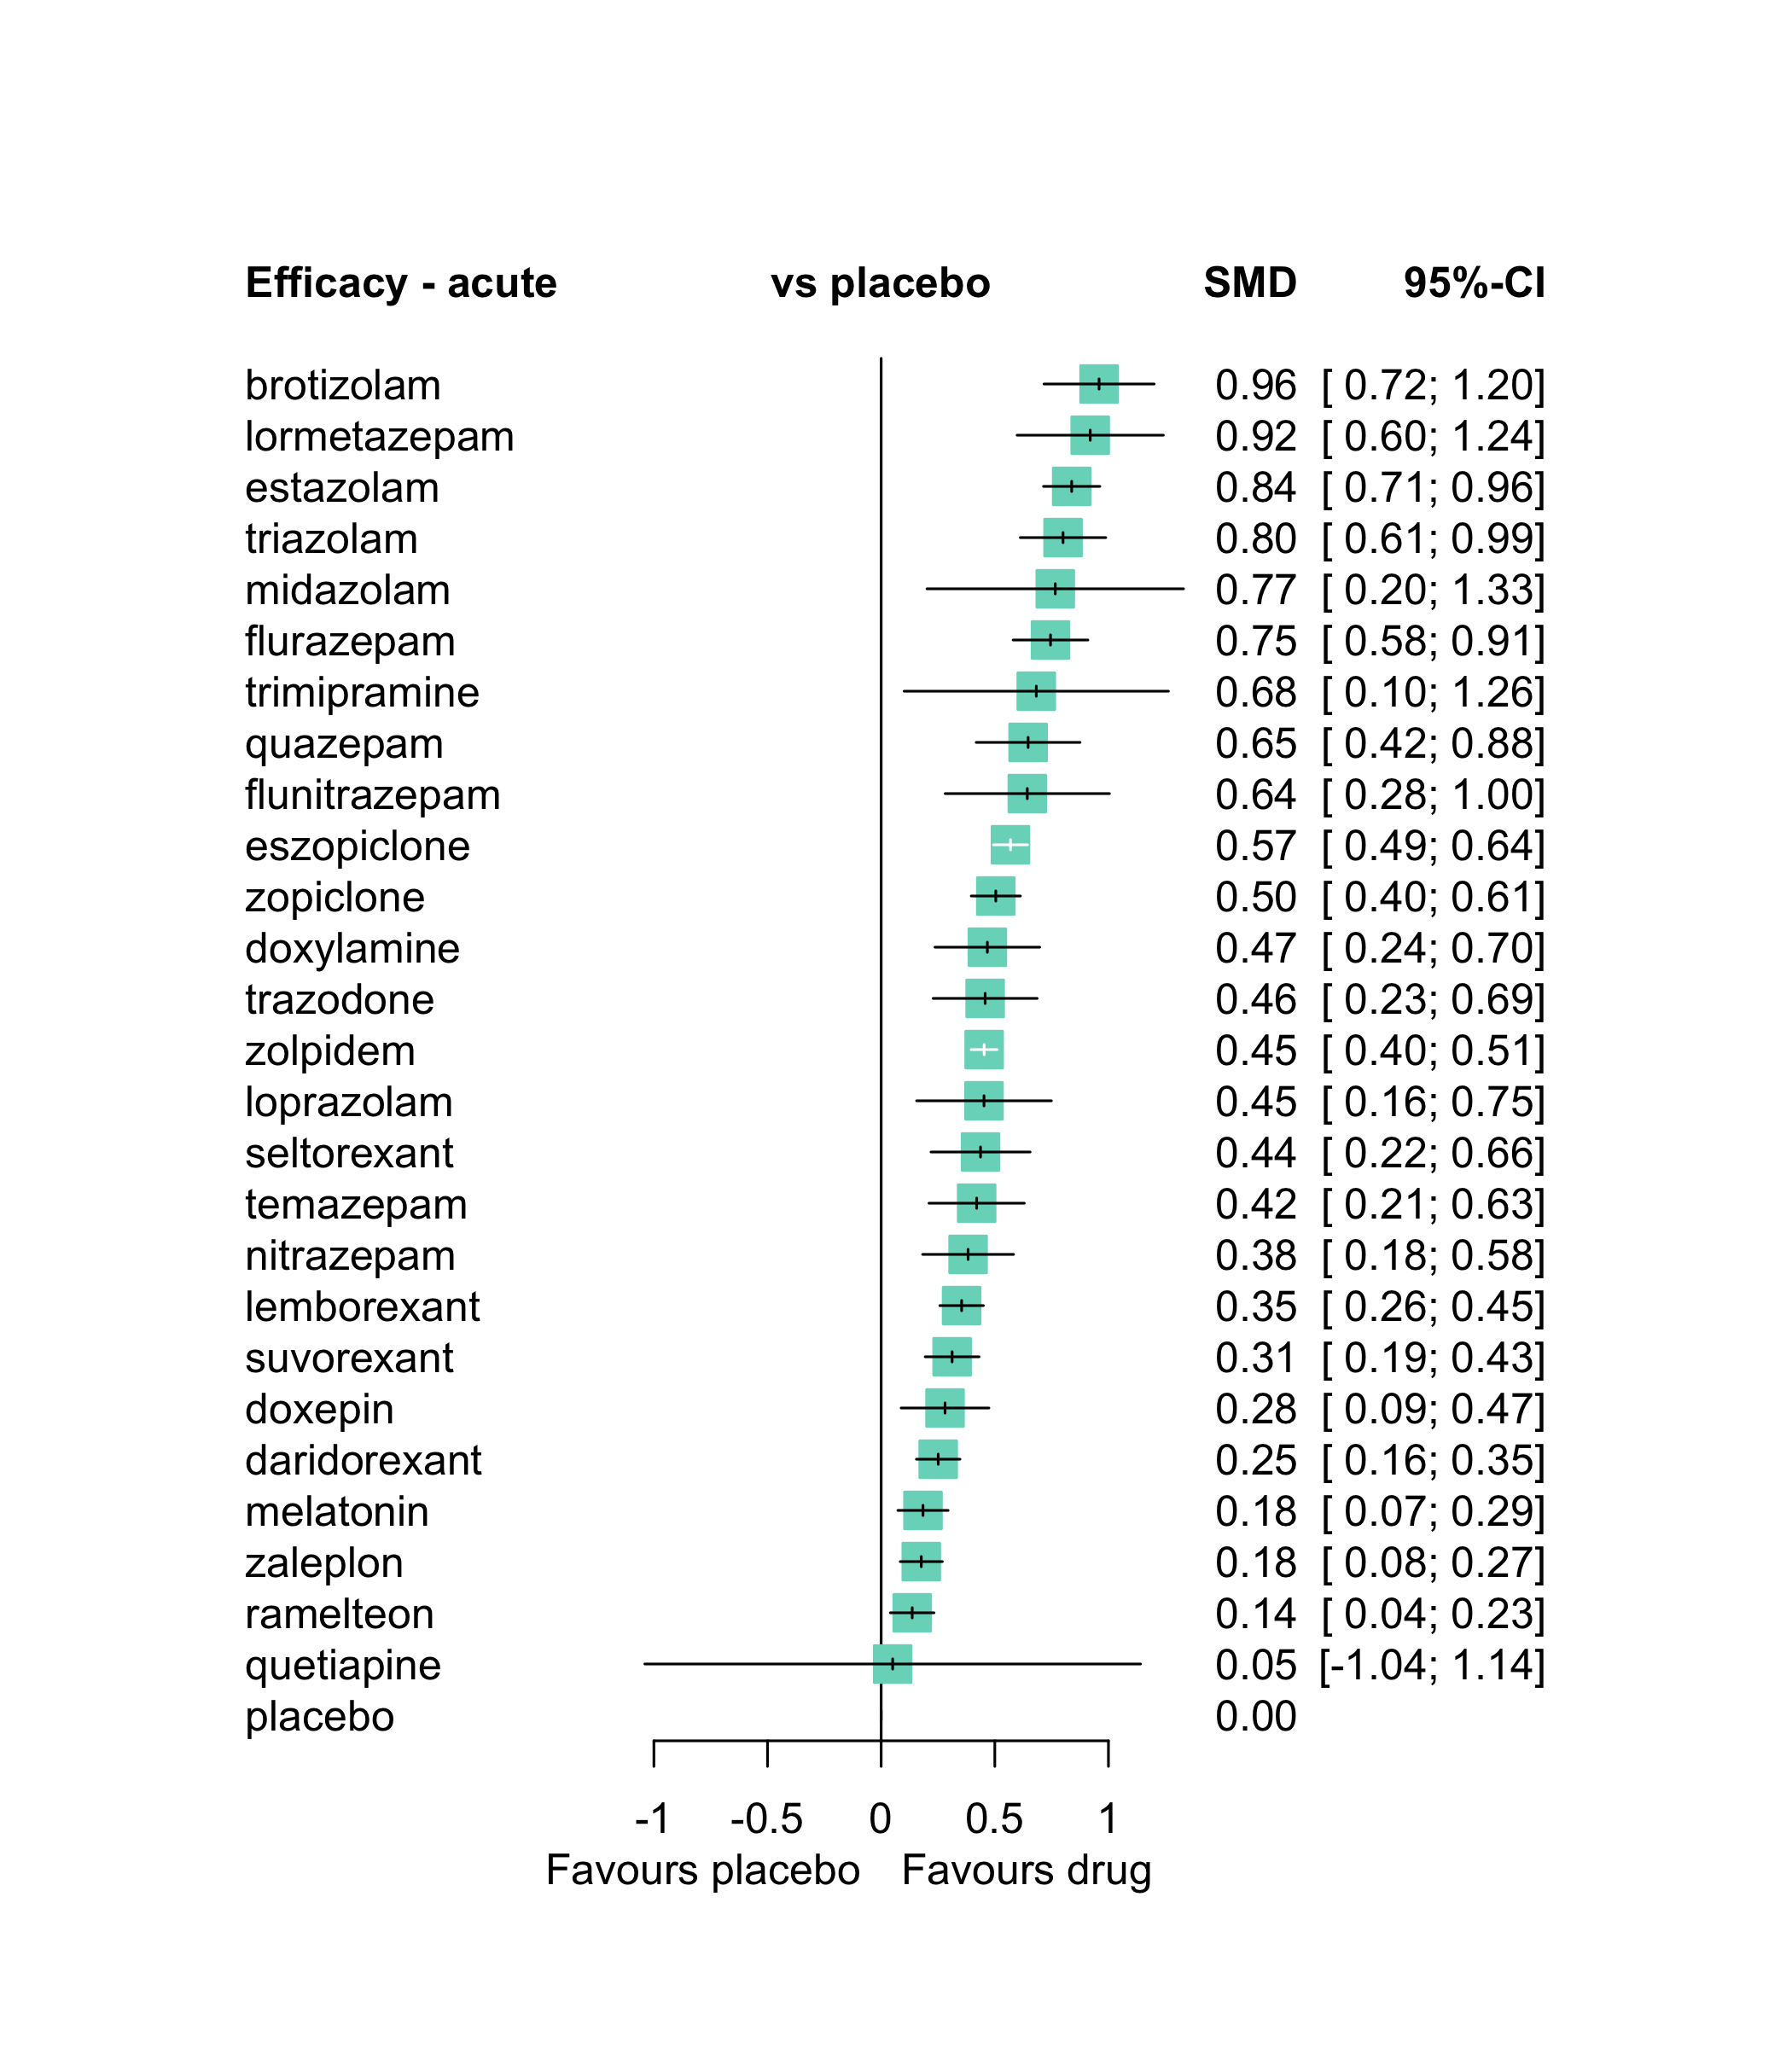 Efficacy - acute vs placebo SMD 95%-CI
brotizolam 0.96 [ 0.72; 1.20]
lormetazepam 0.92 [ 0.60; 1.24]
estazolam 0.84 [ 0.71; 0.96]
triazolam 0.80 [ 0.61; 0.99]
midazolam 0.77 [ 0.20; 1.33]
flurazepam 0.75 [ 0.58; 0.91]
trimipramine 0.68 [ 0.10; 1.26]
quazepam 0.65 [ 0.42; 0.88]
flunitrazepam 0.64 [ 0.28; 1.00]
eszopiclone 0.57 [ 0.49; 0.64]
zopiclone 0.50 [ 0.40; 0.61]
doxylamine 0.47 [ 0.24; 0.70]
trazodone 0.46 [ 0.23; 0.69]
zolpidem 0.45 [ 0.40; 0.51]
loprazolam 0.45 [ 0.16; 0.75]
seltorexant 0.44 [ 0.22; 0.66]
temazepam 0.42 [ 0.21; 0.63]
nitrazepam 0.38 [ 0.18; 0.58]
lemborexant 0.35 [ 0.26; 0.45]
suvorexant 0.31 [ 0.19; 0.43]
doxepin 0.28 [ 0.09; 0.47]
daridorexant 0.25 [ 0.16; 0.35]
melatonin 0.18 [ 0.07; 0.29]
zaleplon 0.18 [ 0.08; 0.27]
ramelteon 0.14 [ 0.04; 0.23]
quetiapine 0.05 [-1.04; 1.14]
placebo 0.00
-1 -0.5 0 0.5 1
Favours placebo Favours drug